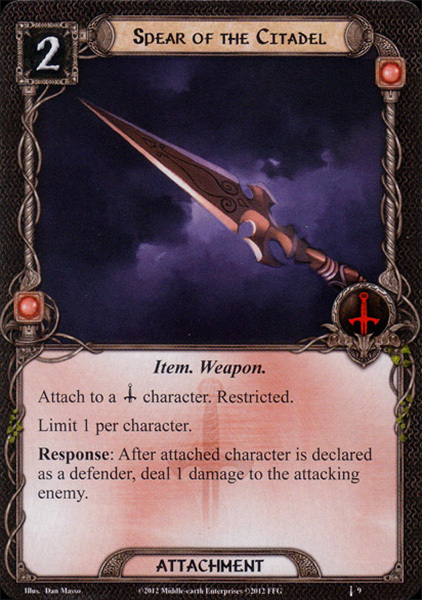 2
Spear of the Citadel
Item. Weapon.
Attach to a character. Restricted.
Limit 1 per character.
Response: After attached character is declared
as a defender, deal 1 damage to the attacking
enemy.
ATTACHMENT
Illus. Dan Masso
©2012 Middle-earth Enterprises ©2012 FFG
9